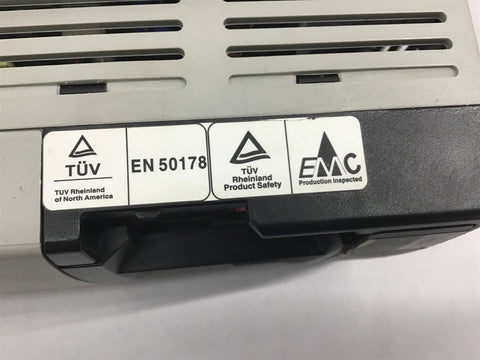 TÜV
TUV Rheinland
of North America
EN 50178
TÜV
Rheinland
Product Safety
EMC
Production inspected